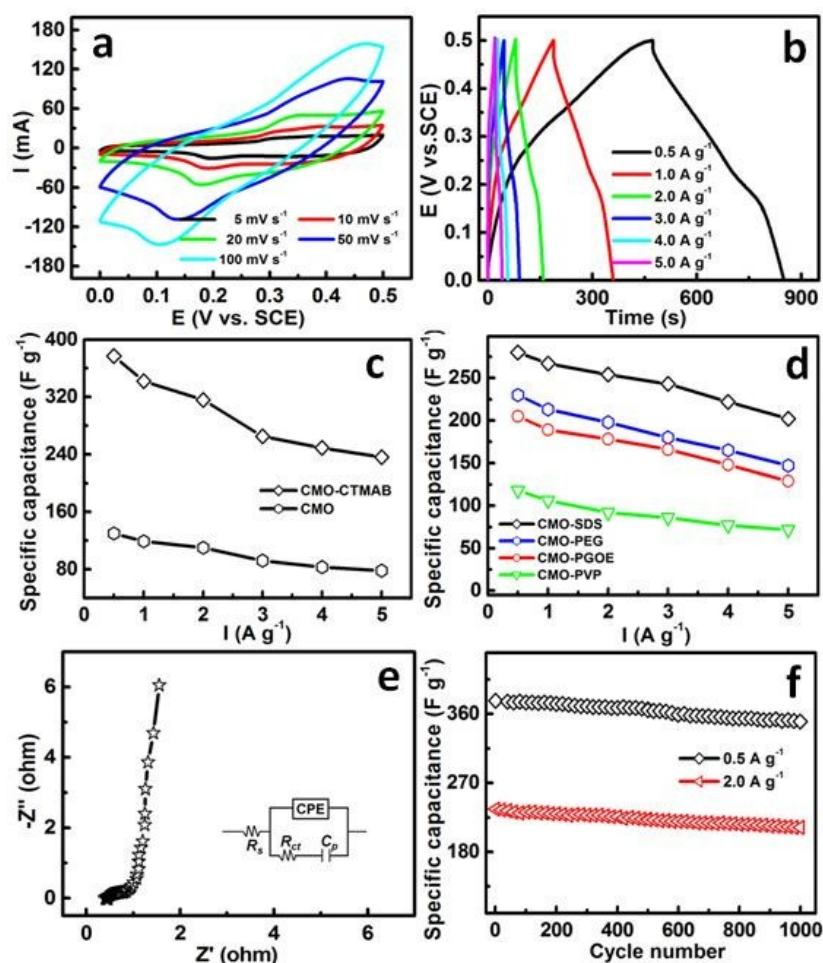 a
I (mA)
180
120
60
0
-60
-120
-180
5 mV s⁻¹ 10 mV s⁻¹
20 mV s⁻¹ 50 mV s⁻¹
100 mV s⁻¹
0.0 0.1 0.2 0.3 0.4 0.5
E (V vs. SCE)
b
E (V vs.SCE)
0.5
0.4
0.3
0.2
0.1
0.0
0.5 A g⁻¹
1.0 A g⁻¹
2.0 A g⁻¹
3.0 A g⁻¹
4.0 A g⁻¹
5.0 A g⁻¹
0 300 600 900
Time (s)
c
Specific capacitance (F g⁻¹)
400
320
240
160
80
CMO-CTMAB
CMO
0 1 2 3 4 5
I (A g⁻¹)
d
Specific capacitance (F g⁻¹)
250
200
150
100
50
0
CMO-SDS
CMO-PEG
CMO-PGOE
CMO-PVP
0 1 2 3 4 5
I (A g⁻¹)
e
-Z" (ohm)
6
4
2
0
CPE
Rs Rct Cp
0 2 4 6
Z' (ohm)
f
Specific capacitance (F g⁻¹)
360
270
180
0.5 A g⁻¹
2.0 A g⁻¹
0 200 400 600 800 1000
Cycle number